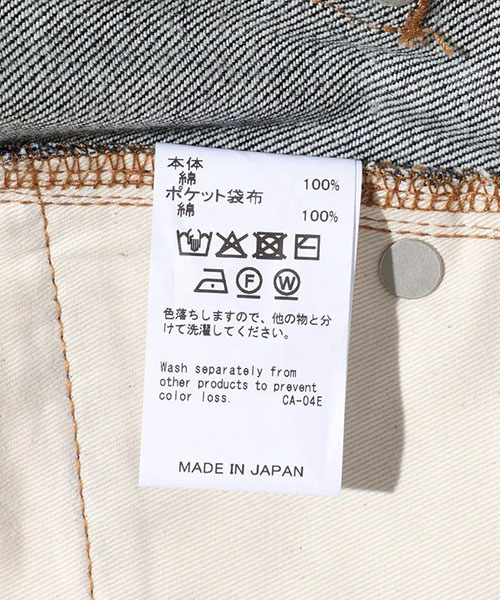 本体
綿 100%
ポケット袋布
綿 100%
F W
色落ちしますので、他の物と分
けて洗濯してください。
Wash separately from
other products to prevent
color loss. CA-04E
MADE IN JAPAN